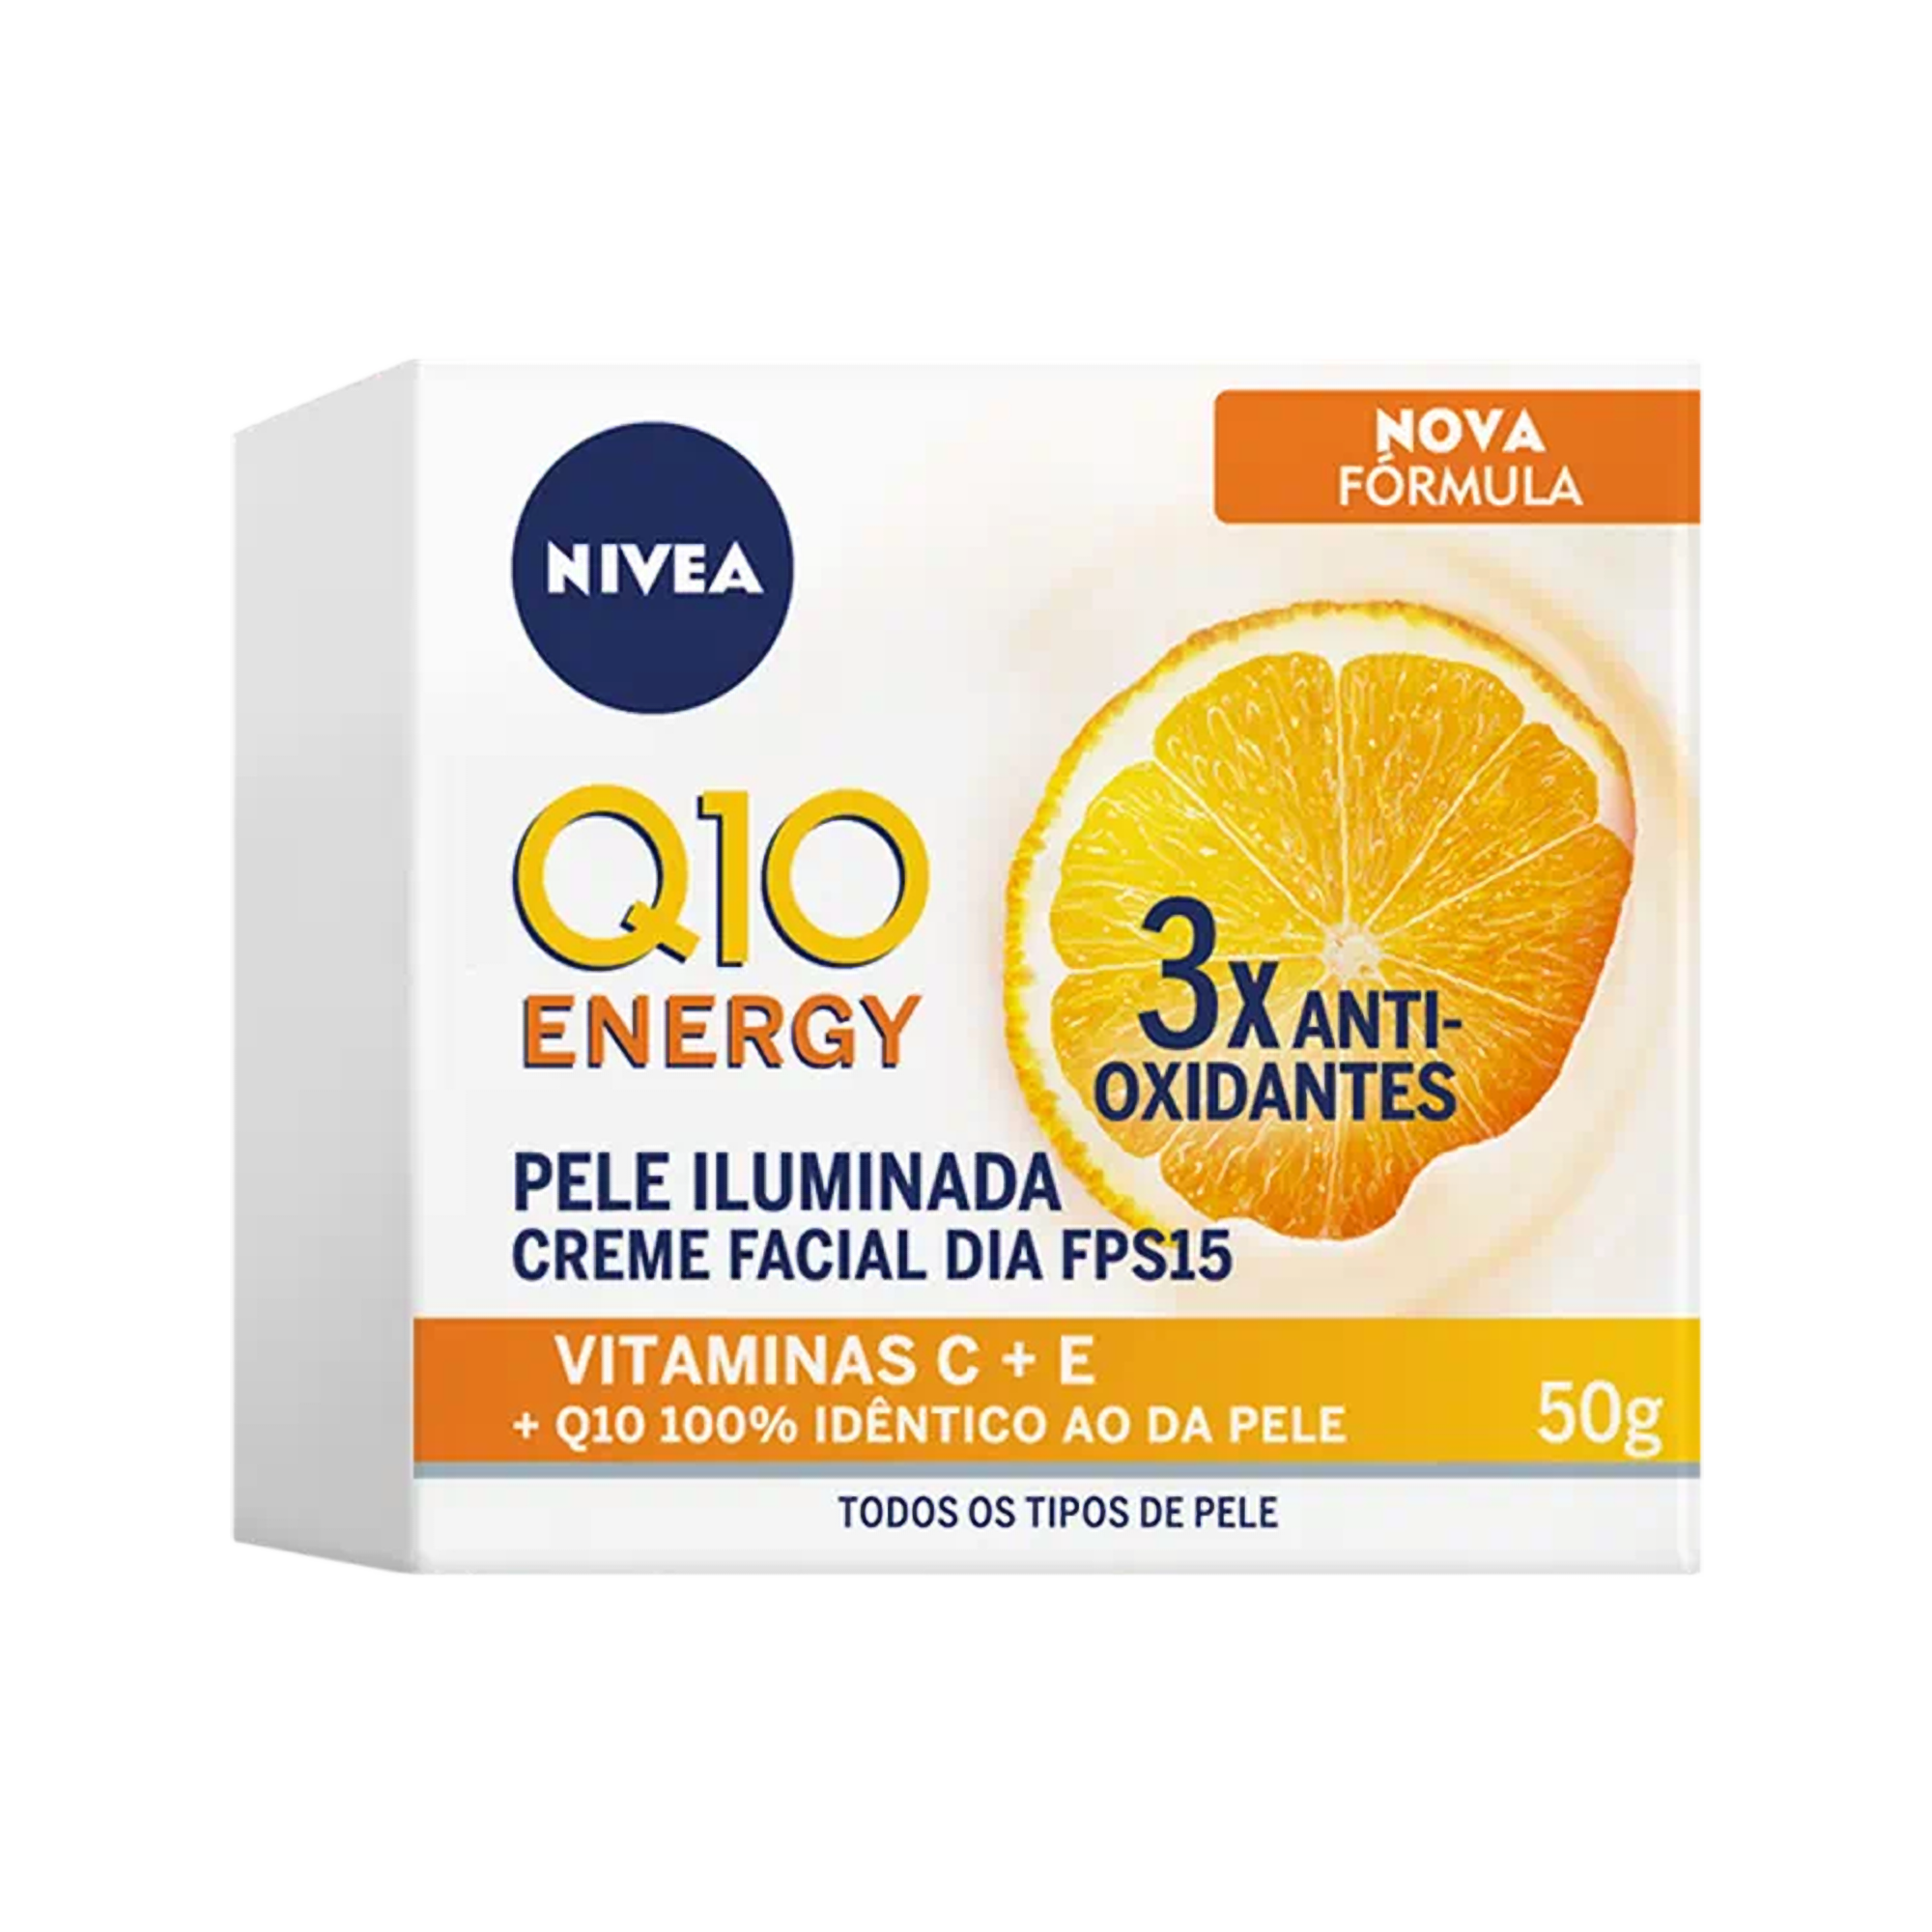 NOVA
FÓRMULA
NIVEA
Q10
ENERGY
3x ANTI-
OXIDANTES
PELE ILUMINADA
CREME FACIAL DIA FPS15
VITAMINAS C + E
+ Q10 100% IDÊNTICO AO DA PELE
50g
TODOS OS TIPOS DE PELE